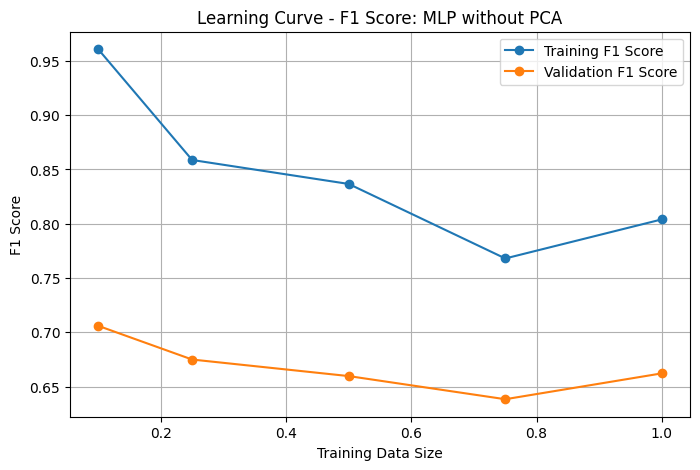 Learning Curve - F1 Score: MLP without PCA
Training F1 Score
Validation F1 Score
F1 Score
0.95
0.90
0.85
0.80
0.75
0.70
0.65
0.2 0.4 0.6 0.8 1.0
Training Data Size